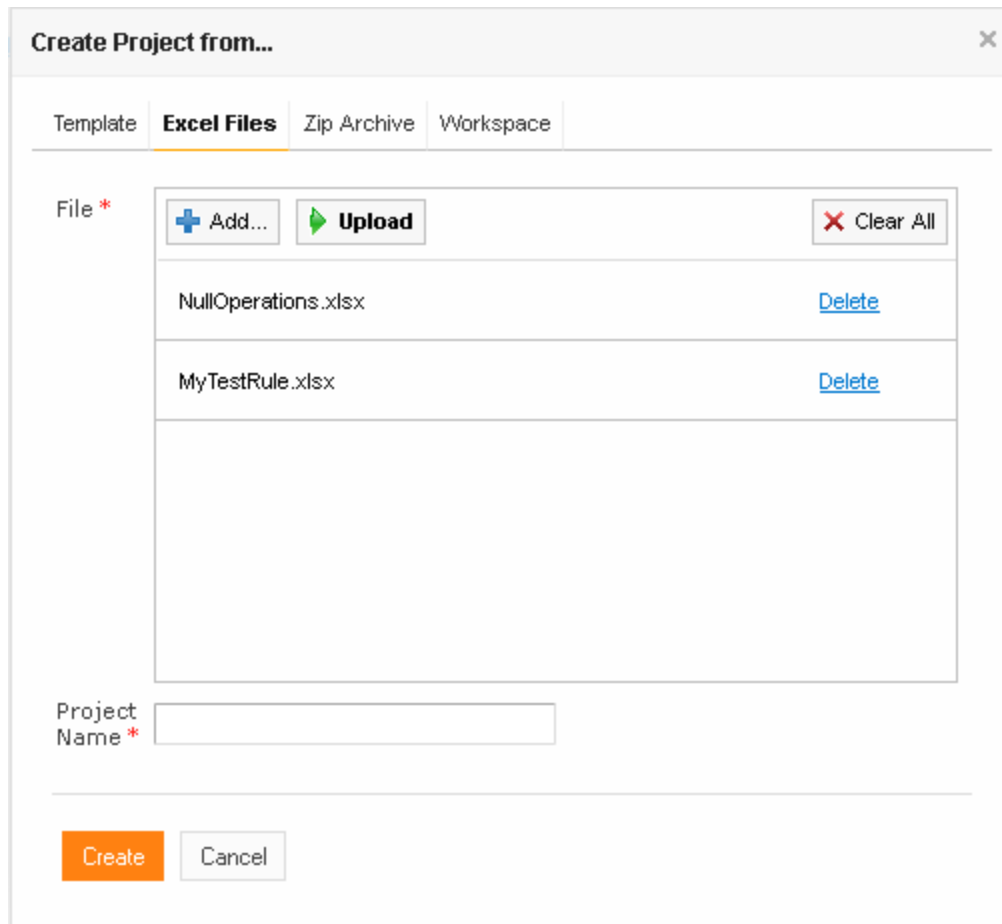 Create Project from...
Template Excel Files Zip Archive Workspace
File *
Add... Upload Clear All
NullOperations.xlsx Delete
MyTestRule.xlsx Delete
Project
Name *
Create Cancel